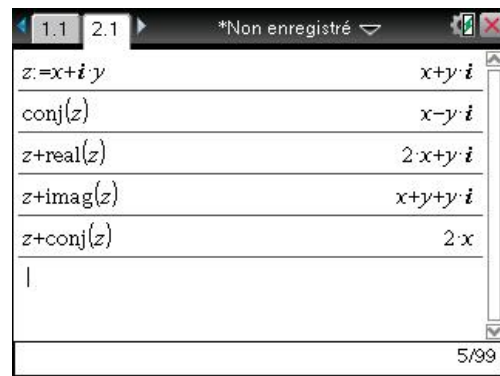 1.1 2.1 *Non enregistré
z:=x+i·y x+y·i
conj(z) x−y·i
z+real(z) 2·x+y·i
z+imag(z) x+y+y·i
z+conj(z) 2·x
5/99